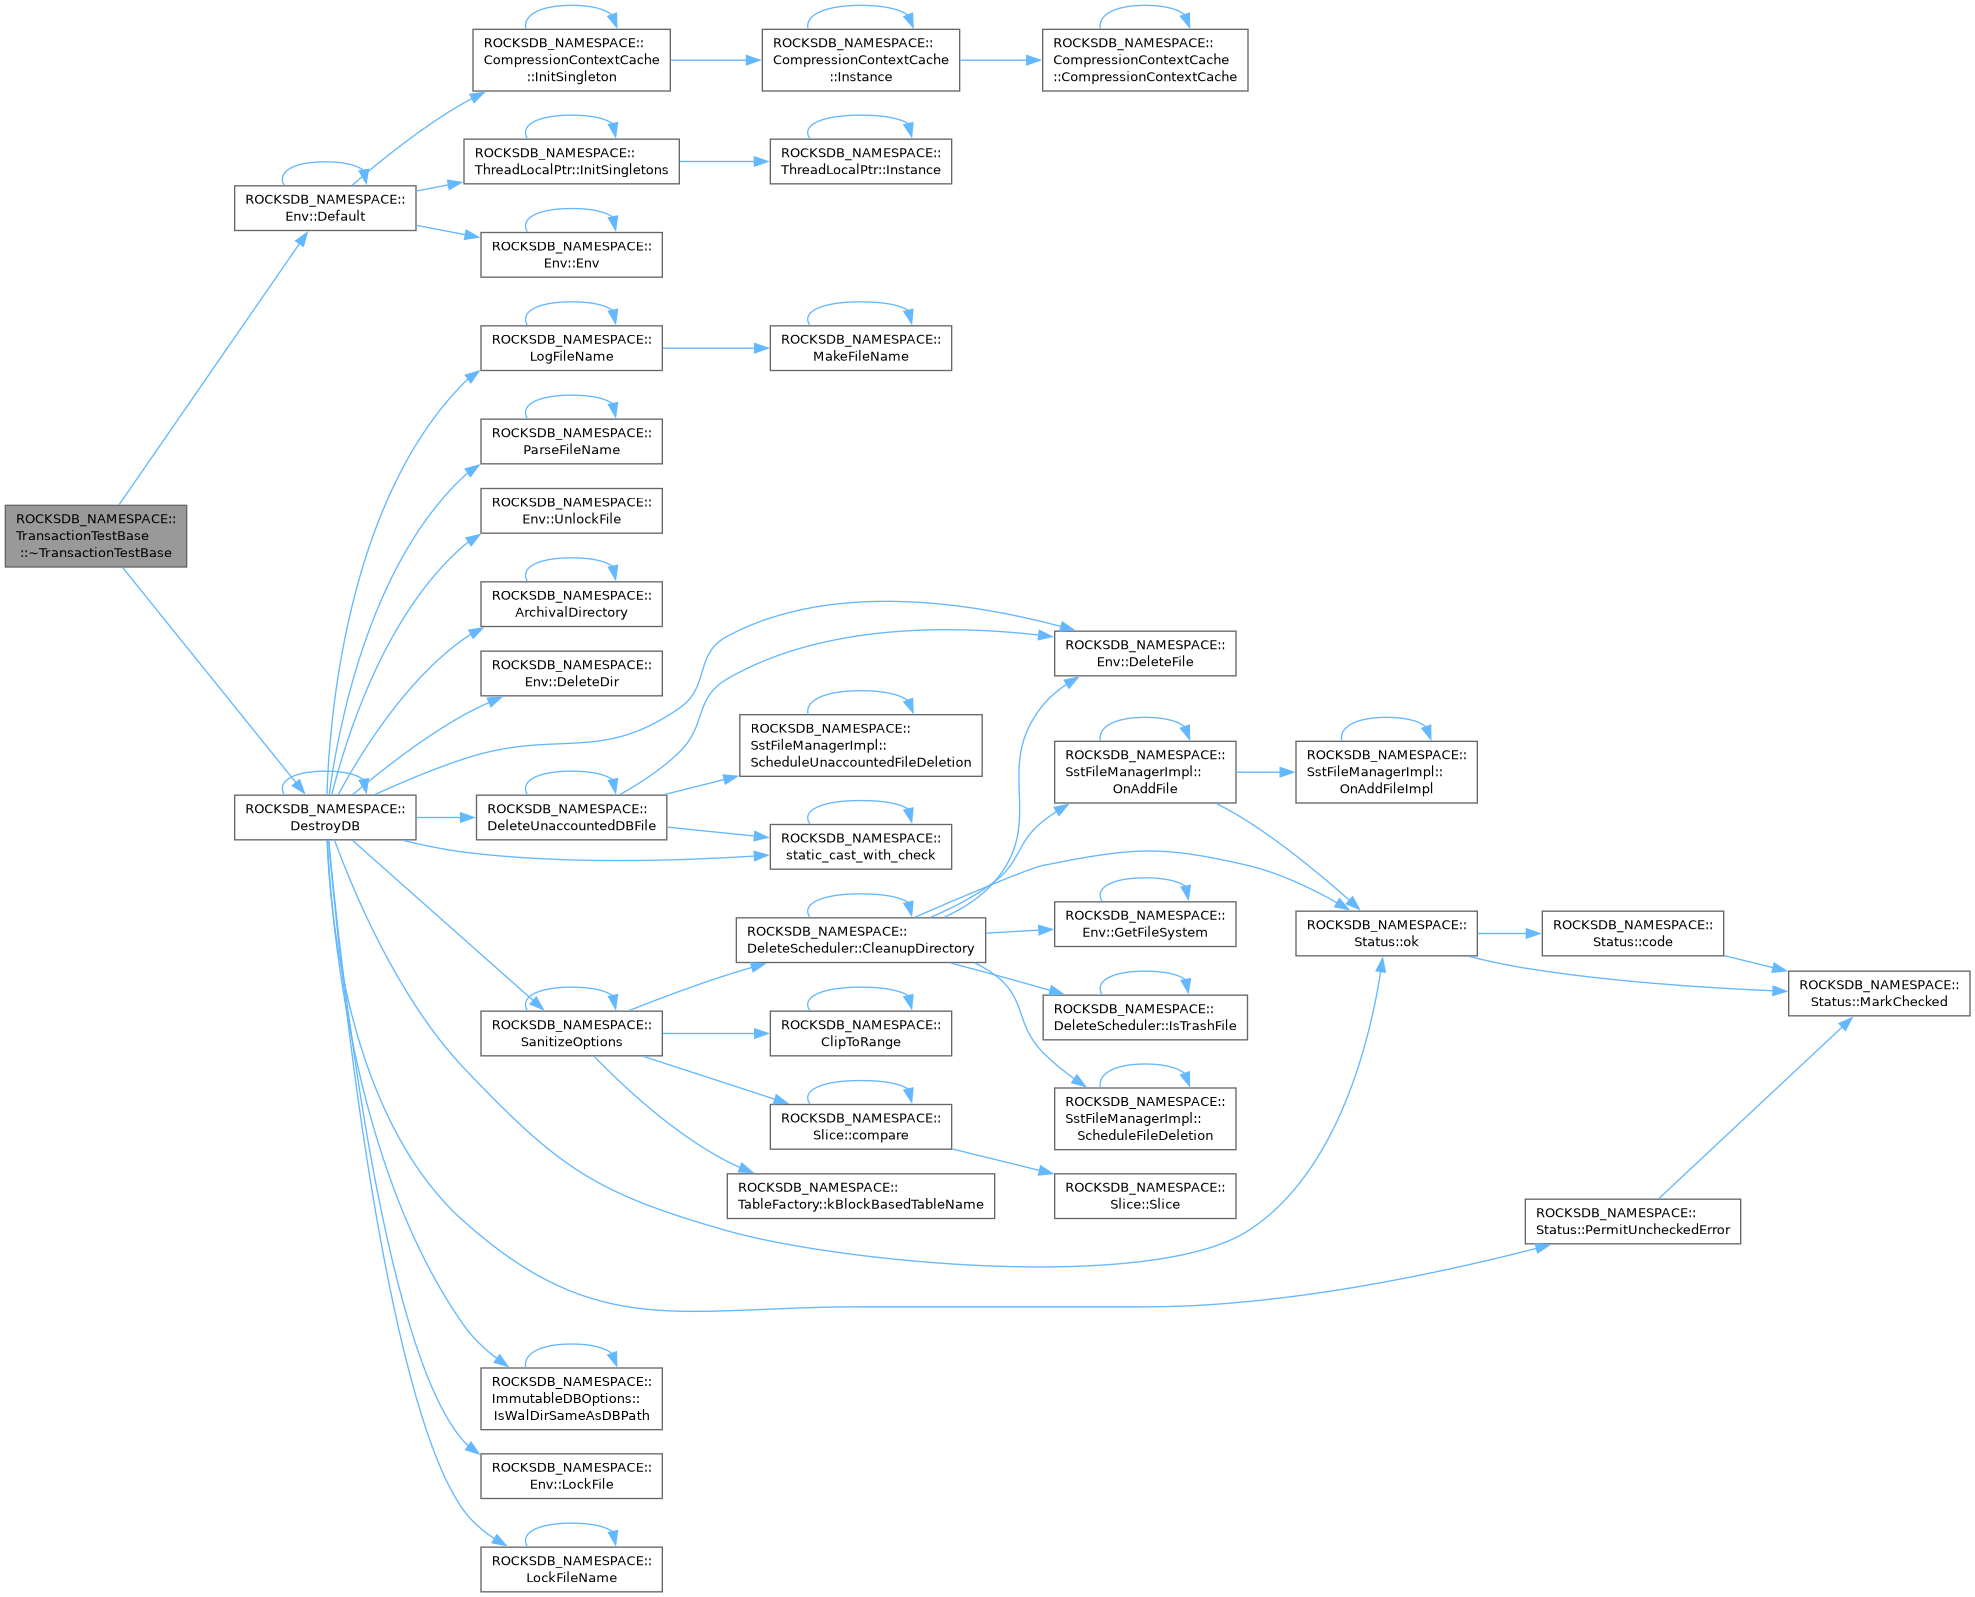 ROCKSDB_NAMESPACE::
TransactionTestBase
::~TransactionTestBase
ROCKSDB_NAMESPACE::
Env::Default
ROCKSDB_NAMESPACE::
CompressionContextCache
::InitSingleton
ROCKSDB_NAMESPACE::
CompressionContextCache
::Instance
ROCKSDB_NAMESPACE::
CompressionContextCache
::CompressionContextCache
ROCKSDB_NAMESPACE::
ThreadLocalPtr::InitSingletons
ROCKSDB_NAMESPACE::
ThreadLocalPtr::Instance
ROCKSDB_NAMESPACE::
Env::Env
ROCKSDB_NAMESPACE::
DestroyDB
ROCKSDB_NAMESPACE::
LogFileName
ROCKSDB_NAMESPACE::
MakeFileName
ROCKSDB_NAMESPACE::
ParseFileName
ROCKSDB_NAMESPACE::
Env::UnlockFile
ROCKSDB_NAMESPACE::
ArchivalDirectory
ROCKSDB_NAMESPACE::
Env::DeleteDir
ROCKSDB_NAMESPACE::
Env::DeleteFile
ROCKSDB_NAMESPACE::
DeleteUnaccountedDBFile
ROCKSDB_NAMESPACE::
SstFileManagerImpl::
ScheduleUnaccountedFileDeletion
ROCKSDB_NAMESPACE::
static_cast_with_check
ROCKSDB_NAMESPACE::
SanitizeOptions
ROCKSDB_NAMESPACE::
DeleteScheduler::CleanupDirectory
ROCKSDB_NAMESPACE::
SstFileManagerImpl::
OnAddFile
ROCKSDB_NAMESPACE::
SstFileManagerImpl::
OnAddFileImpl
ROCKSDB_NAMESPACE::
Env::GetFileSystem
ROCKSDB_NAMESPACE::
DeleteScheduler::IsTrashFile
ROCKSDB_NAMESPACE::
SstFileManagerImpl::
ScheduleFileDeletion
ROCKSDB_NAMESPACE::
Status::ok
ROCKSDB_NAMESPACE::
Status::code
ROCKSDB_NAMESPACE::
Status::MarkChecked
ROCKSDB_NAMESPACE::
ClipToRange
ROCKSDB_NAMESPACE::
Slice::compare
ROCKSDB_NAMESPACE::
Slice::Slice
ROCKSDB_NAMESPACE::
TableFactory::kBlockBasedTableName
ROCKSDB_NAMESPACE::
Status::PermitUncheckedError
ROCKSDB_NAMESPACE::
ImmutableDBOptions::
IsWalDirSameAsDBPath
ROCKSDB_NAMESPACE::
Env::LockFile
ROCKSDB_NAMESPACE::
LockFileName